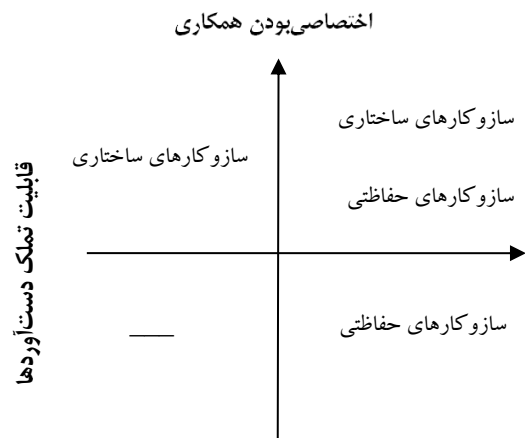 اختصاصی‌بودن همکاری
سازوکارهای ساختاری
سازوکارهای ساختاری
سازوکارهای حفاظتی
قابلیت تملک دست‌آوردها
سازوکارهای حفاظتی